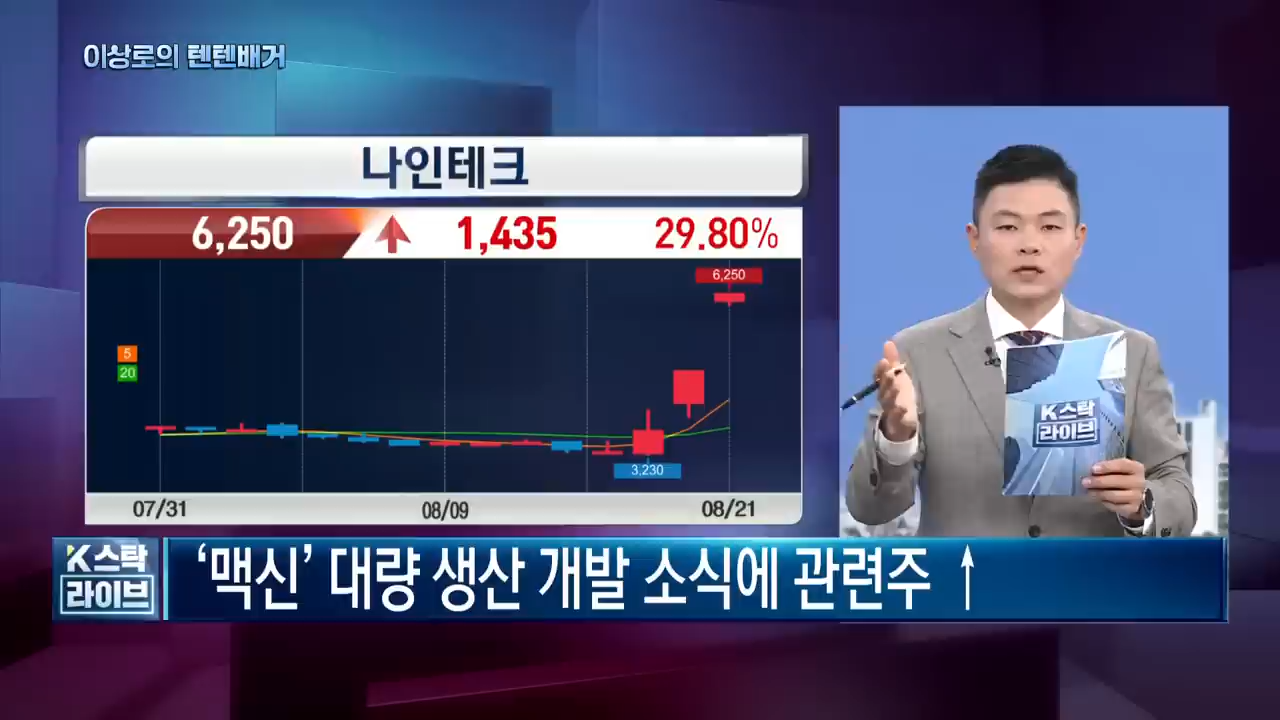 이상로의 텐텐배거
나인테크
6,250 1,435 29.80%
6,250
5
20
3,230
07/31 08/09 08/21
K스탁
라이브
K스탁
라이브
‘맥신’ 대량 생산 개발 소식에 관련주